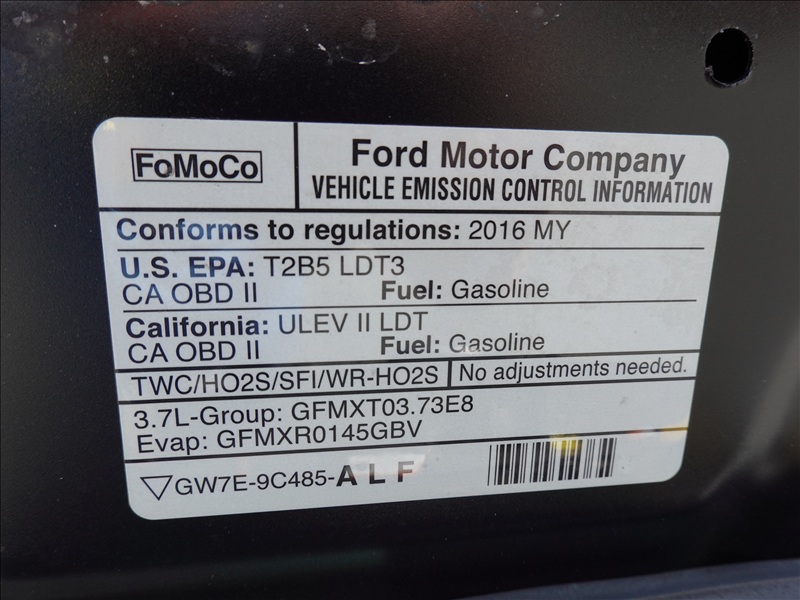 FoMoCo
Ford Motor Company
VEHICLE EMISSION CONTROL INFORMATION
Conforms to regulations: 2016 MY
U.S. EPA: T2B5 LDT3
CA OBD II Fuel: Gasoline
California: ULEV II LDT
CA OBD II Fuel: Gasoline
TWC/HO2S/SFI/WR-HO2S No adjustments needed.
3.7L-Group: GFMXT03.73E8
Evap: GFMXR0145GBV
GW7E-9C485-ALF